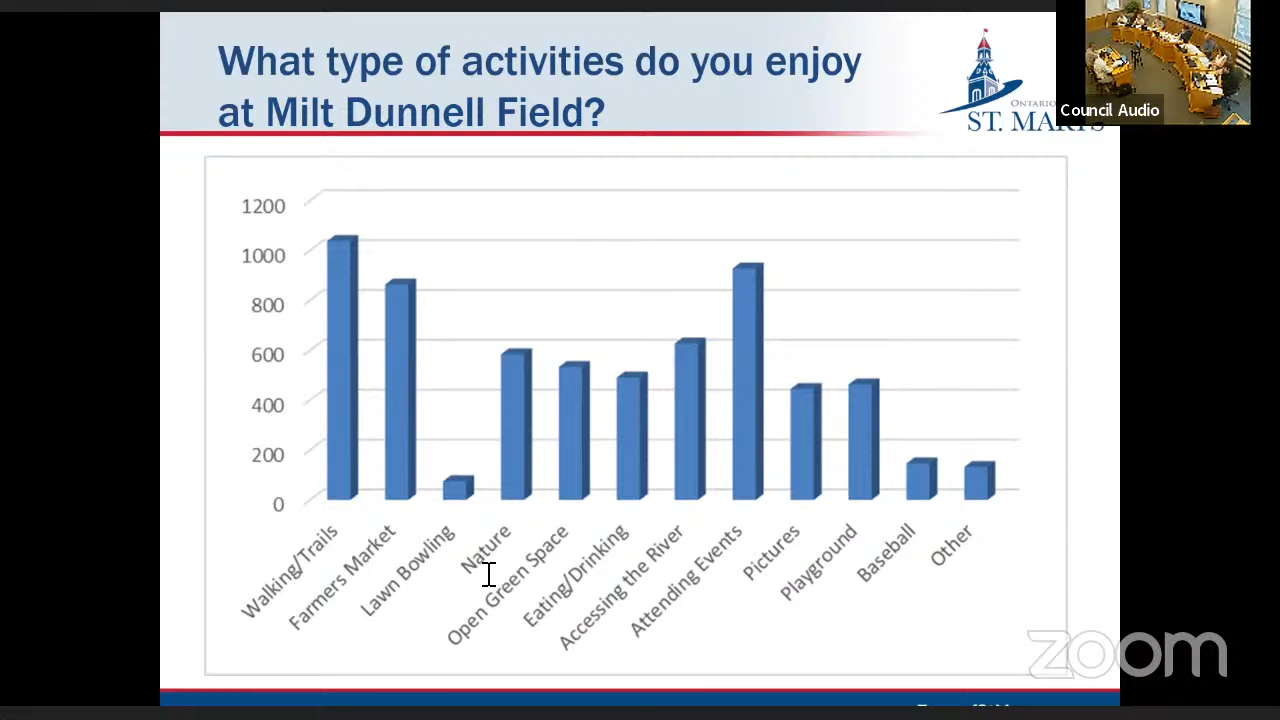 What type of activities do you enjoy
at Milt Dunnell Field?
ONTARIO
ST. MARYS
Council Audio
1200
1000
800
600
400
200
0
Walking/Trails
Farmers Market
Lawn Bowling
Nature
Open Green Space
Eating/Drinking
Accessing the River
Attending Events
Pictures
Playground
Baseball
Other
zoom